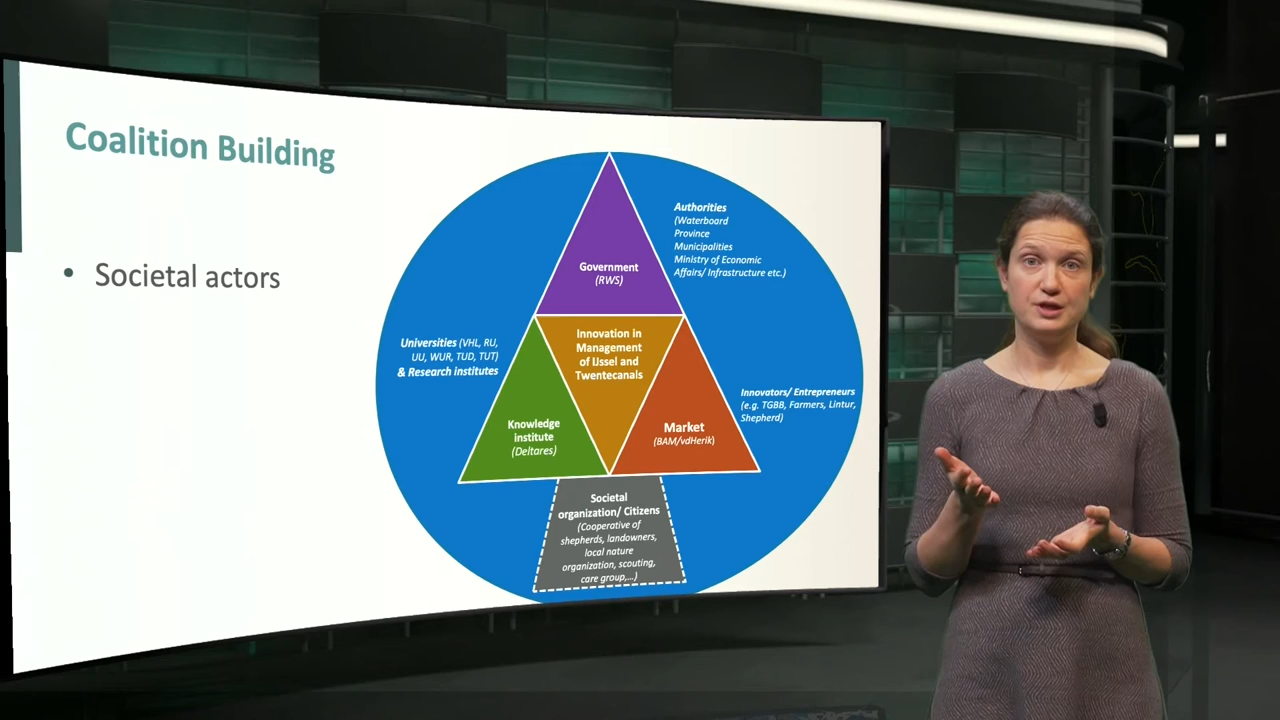 Coalition Building
• Societal actors
Government
(RWS)
Authorities
(Waterboard
Province
Municipalities
Ministry of Economic
Affairs/ Infrastructure etc.)
Universities (VHL, RU,
UU, WUR, TUD, TUT)
& Research institutes
Innovation in
Management
of IJssel and
Twentecanals
Innovators/ Entrepreneurs
(e.g. TGBB, Farmers, Lintur,
Shepherd)
Knowledge
institute
(Deltares)
Market
(BAM/vdHerik)
Societal
organization/ Citizens
(Cooperative of
shepherds, landowners,
local nature
organization, scouting,
care group,...)